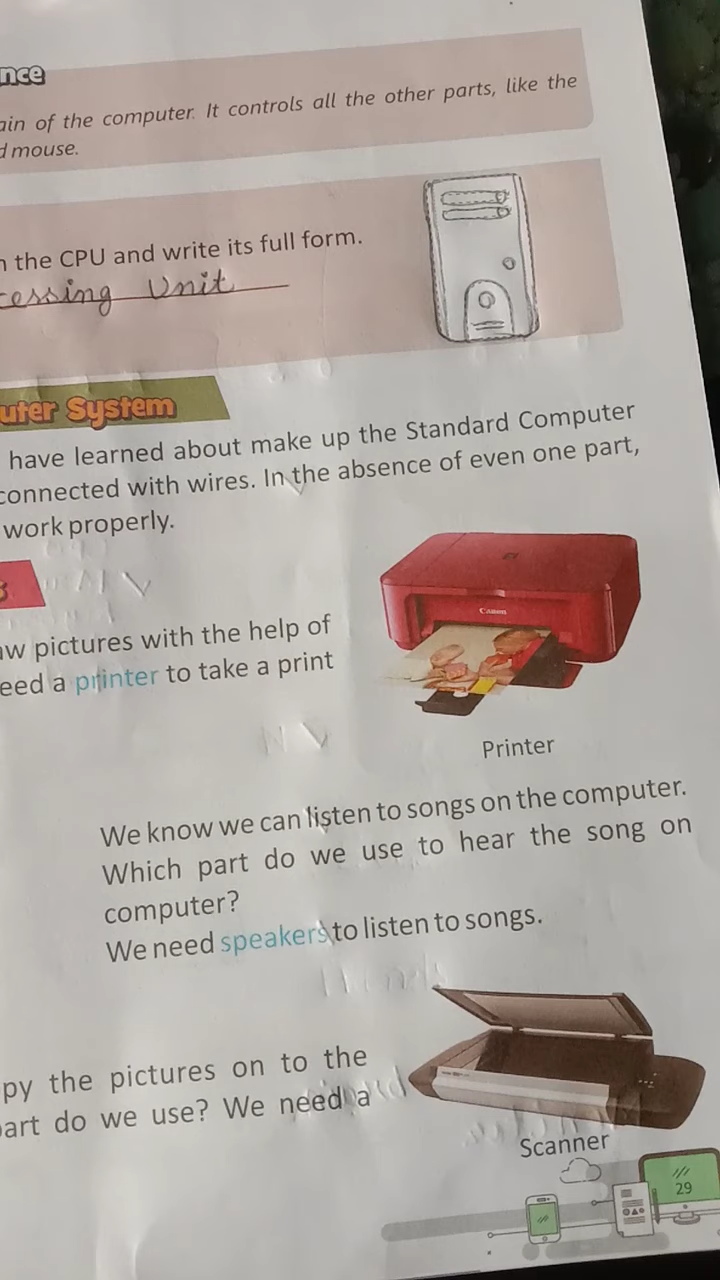 nce
ain of the computer. It controls all the other parts, like the
d mouse.
n the CPU and write its full form.
cessing Unit
uter System
have learned about make up the Standard Computer
connected with wires. In the absence of even one part,
work properly.
s
aw pictures with the help of
eed a printer to take a print
Canon
Printer
We know we can listen to songs on the computer.
Which part do we use to hear the song on
computer?
We need speakers to listen to songs.
py the pictures on to the
part do we use? We need a
Scanner
29